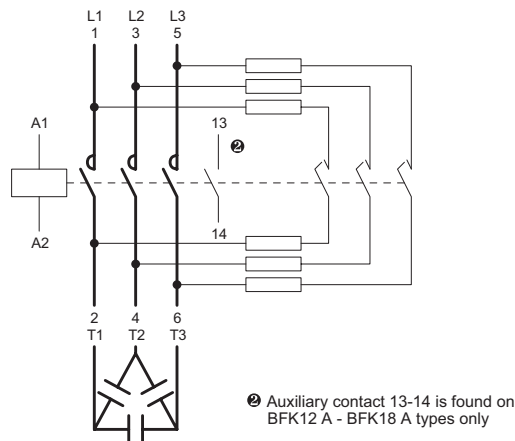 L1 L2 L3
1 3 5
A1
13
❷
A2
14
2 4 6
T1 T2 T3
❷ Auxiliary contact 13-14 is found on
BFK12 A - BFK18 A types only